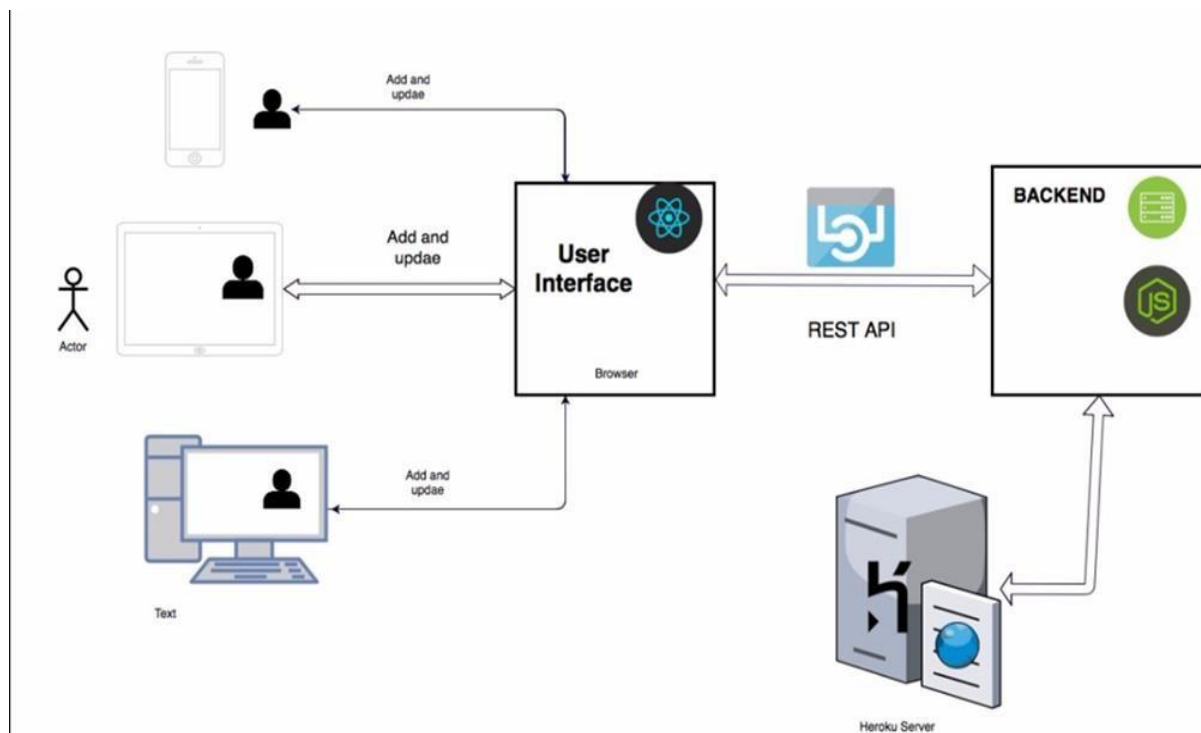 Add and
updae
BACKEND
Add and
updae
User
Interface
REST API
Actor
Browser
Add and
updae
Text
Heroku Server
JS